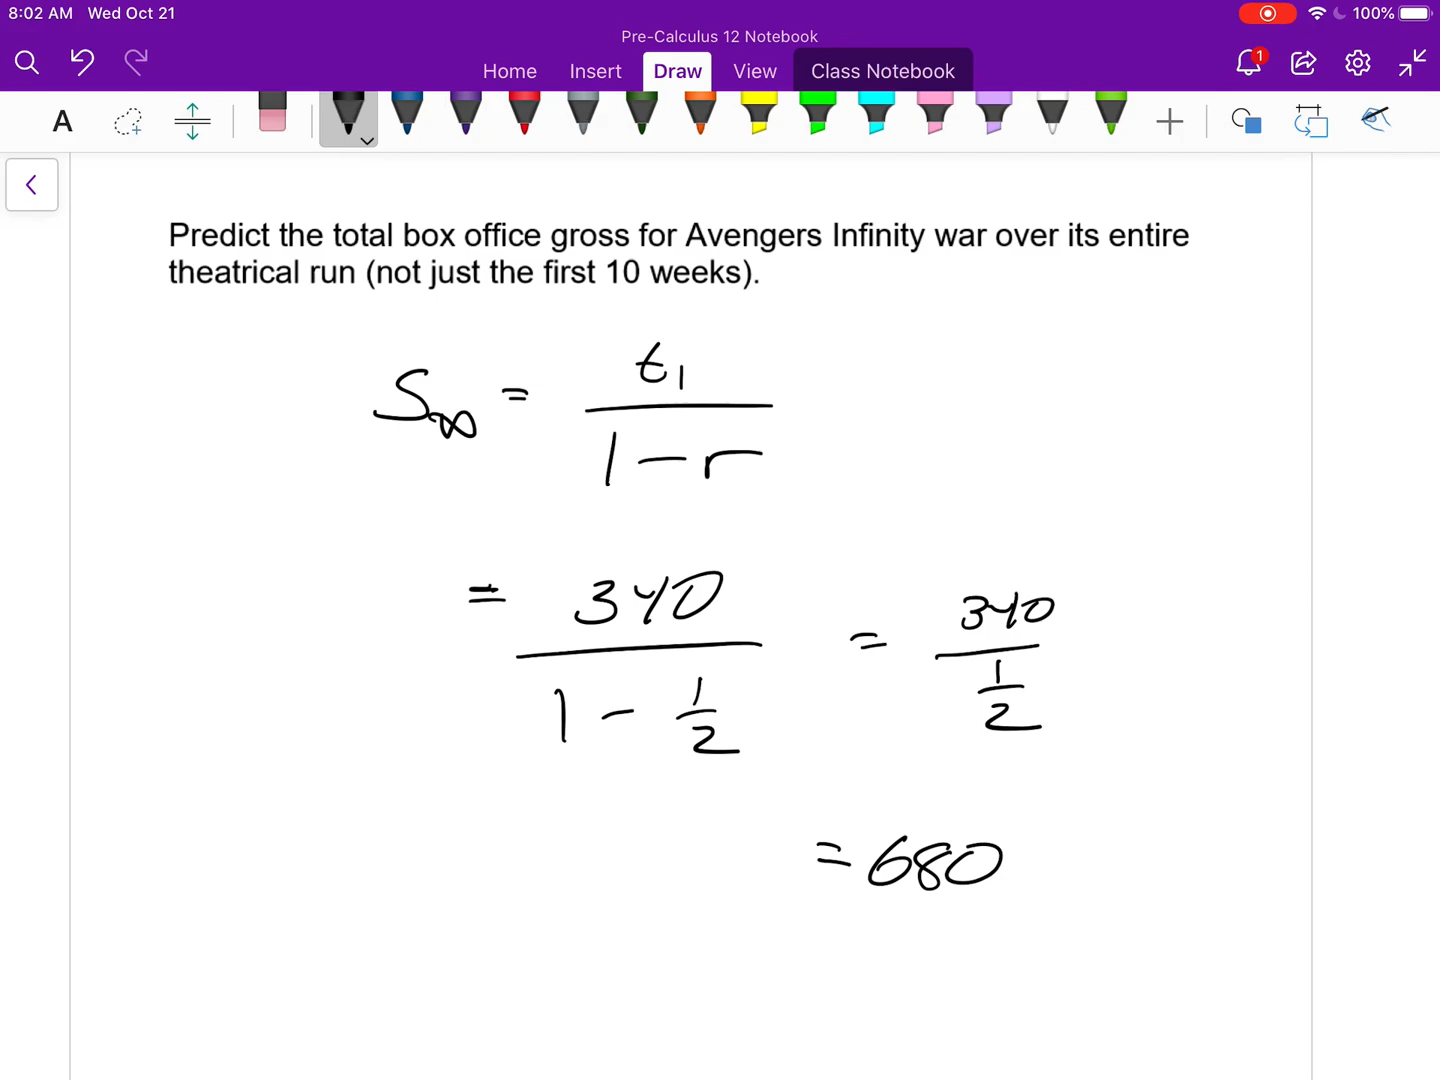 8:02 AM Wed Oct 21
100%
Pre-Calculus 12 Notebook
Home Insert Draw View Class Notebook
1
A
Predict the total box office gross for Avengers Infinity war over its entire
theatrical run (not just the first 10 weeks).
S∞ = t₁ / (1 - r)
= 340 / (1 - 1/2) = 340 / (1/2)
= 680